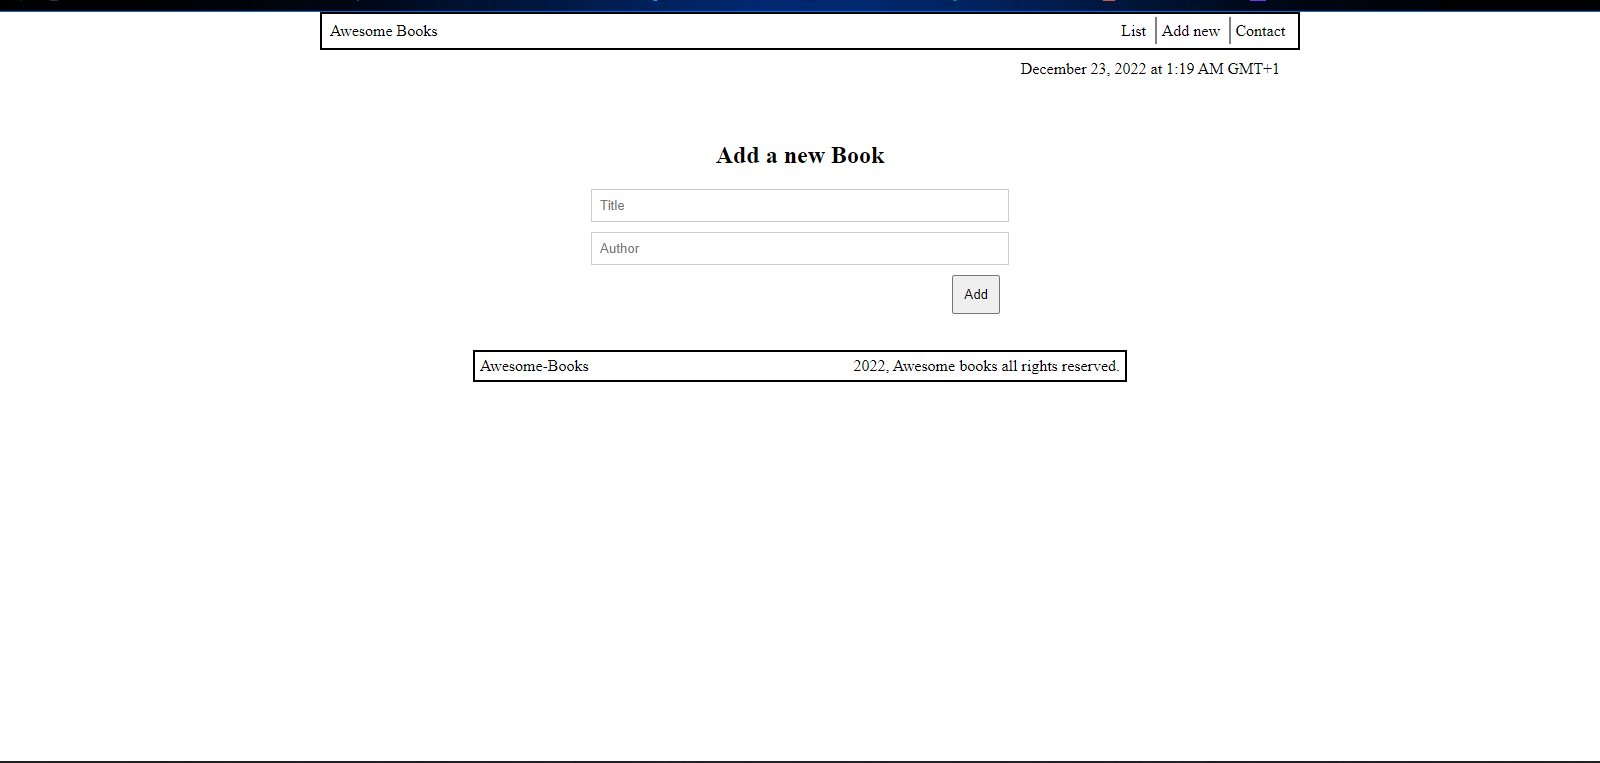 Awesome Books List Add new Contact
December 23, 2022 at 1:19 AM GMT+1
Add a new Book
Title
Author
Add
Awesome-Books 2022, Awesome books all rights reserved.